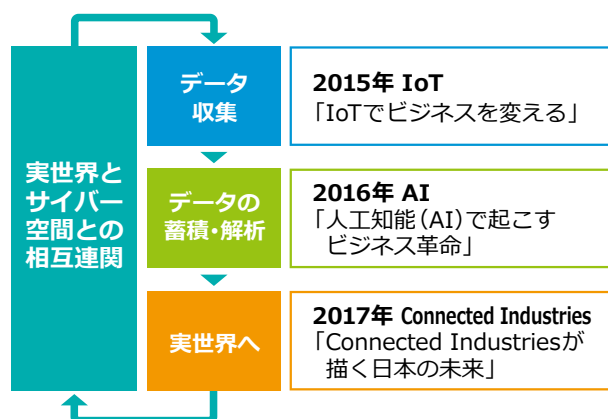 実世界と
サイバー
空間との
相互連関
データ
収集
2015年 IoT
「IoTでビジネスを変える」
データの
蓄積・解析
2016年 AI
「人工知能（AI）で起こす
ビジネス革命」
実世界へ
2017年 Connected Industries
「Connected Industriesが
描く日本の未来」